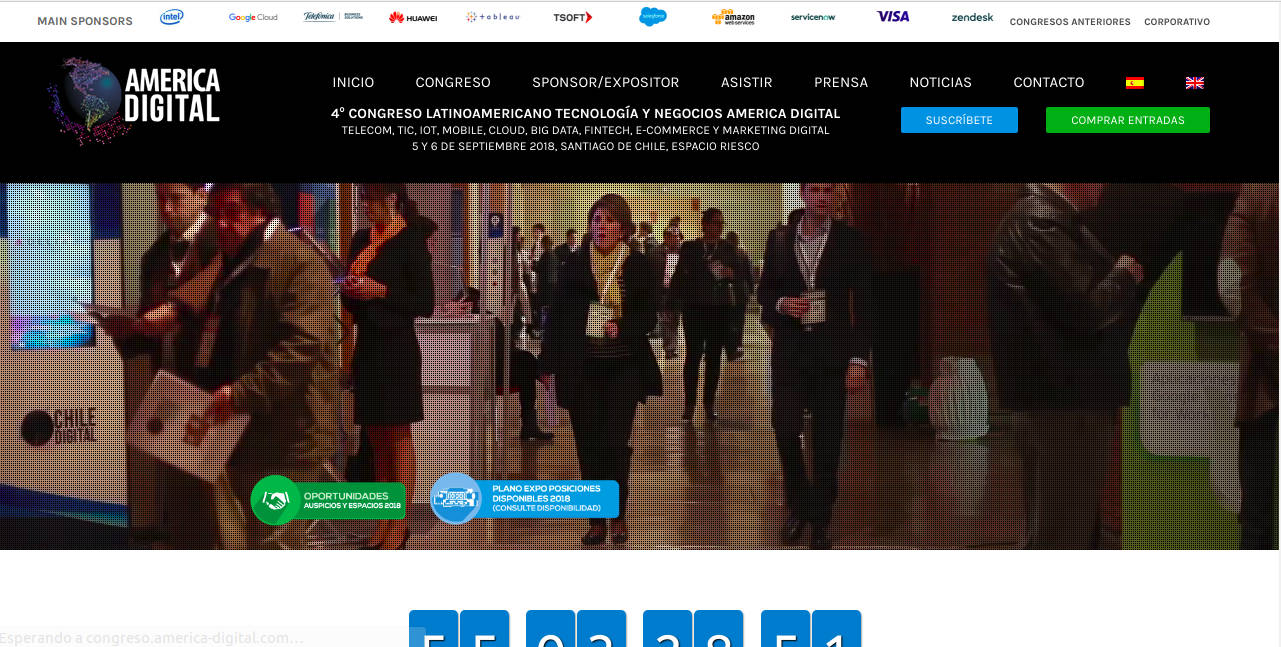 MAIN SPONSORS
intel
Google Cloud
Telefónica BUSINESS SOLUTIONS
HUAWEI
+ a b l e a u
TSOFT
salesforce
amazon web services
servicenow
VISA
zendesk
CONGRESOS ANTERIORES
CORPORATIVO
AMERICA
DIGITAL
INICIO
CONGRESO
SPONSOR/EXPOSITOR
ASISTIR
PRENSA
NOTICIAS
CONTACTO
4° CONGRESO LATINOAMERICANO TECNOLOGÍA Y NEGOCIOS AMERICA DIGITAL
TELECOM, TIC, IOT, MOBILE, CLOUD, BIG DATA, FINTECH, E-COMMERCE Y MARKETING DIGITAL
5 Y 6 DE SEPTIEMBRE 2018, SANTIAGO DE CHILE, ESPACIO RIESCO
SUSCRÍBETE
COMPRAR ENTRADAS
CHILE
DIGITAL
OPORTUNIDADES
AUSPICIOS Y ESPACIOS 2018
PLANO EXPO POSICIONES
DISPONIBLES 2018
(CONSULTE DISPONIBILIDAD)
Esperando a congreso.america-digital.com...